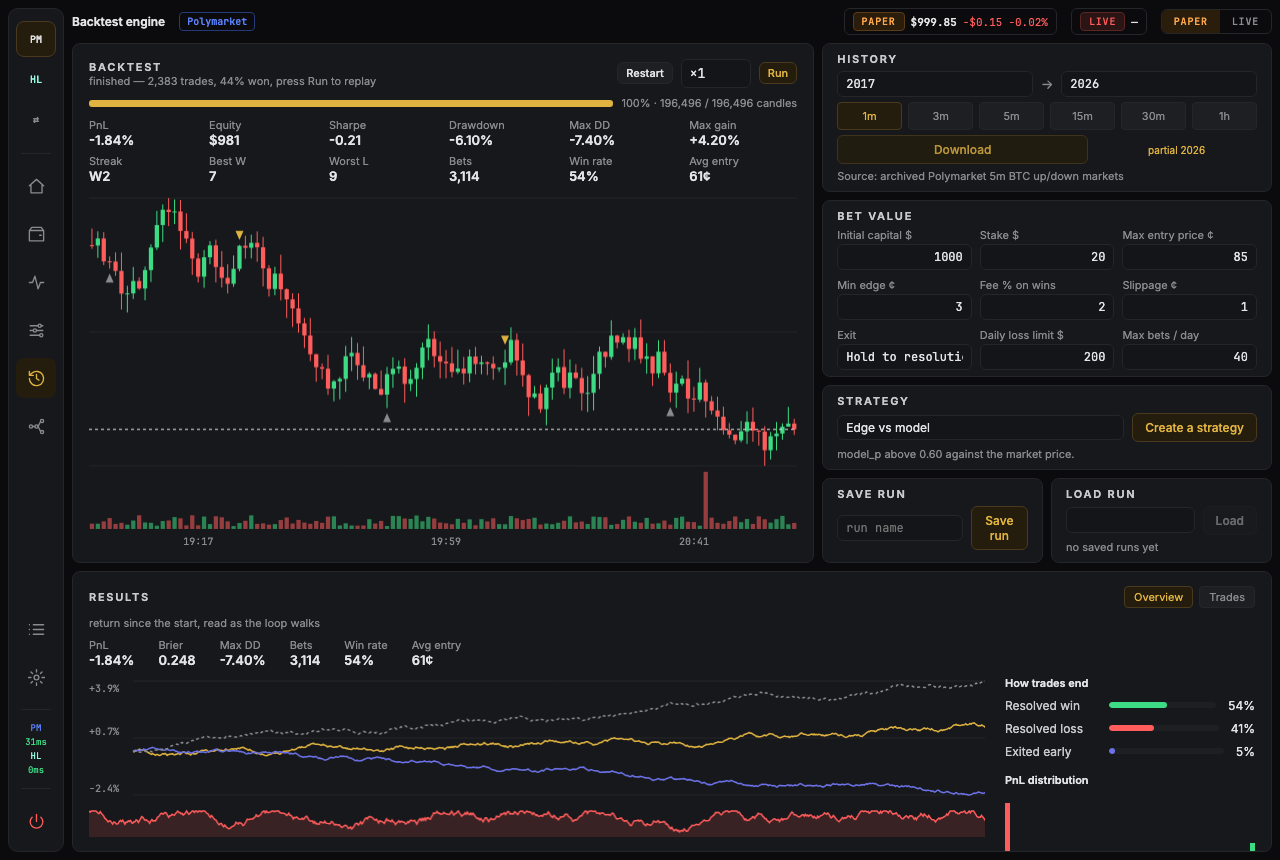 PM
HL
⇄
PM
31ms
HL
0ms
Backtest engine
Polymarket
PAPER $999.85 -$0.15 -0.02%
LIVE —
PAPER LIVE
BACKTEST
finished — 2,383 trades, 44% won, press Run to replay
Restart
×1
Run
100% · 196,496 / 196,496 candles
PnL Equity Sharpe Drawdown Max DD Max gain
-1.84% $981 -0.21 -6.10% -7.40% +4.20%
Streak Best W Worst L Bets Win rate Avg entry
W2 7 9 3,114 54% 61¢
19:17 19:59 20:41
HISTORY
2017 → 2026
1m 3m 5m 15m 30m 1h
Download
partial 2026
Source: archived Polymarket 5m BTC up/down markets
BET VALUE
Initial capital $ Stake $ Max entry price ¢
1000 20 85
Min edge ¢ Fee % on wins Slippage ¢
3 2 1
Exit Daily loss limit $ Max bets / day
Hold to resoluti 200 40
STRATEGY
Edge vs model
Create a strategy
model_p above 0.60 against the market price.
SAVE RUN
run name
Save
run
LOAD RUN
Load
no saved runs yet
RESULTS
Overview Trades
return since the start, read as the loop walks
PnL Brier Max DD Bets Win rate Avg entry
-1.84% 0.248 -7.40% 3,114 54% 61¢
+3.9%
+0.7%
−2.4%
How trades end
Resolved win 54%
Resolved loss 41%
Exited early 5%
PnL distribution